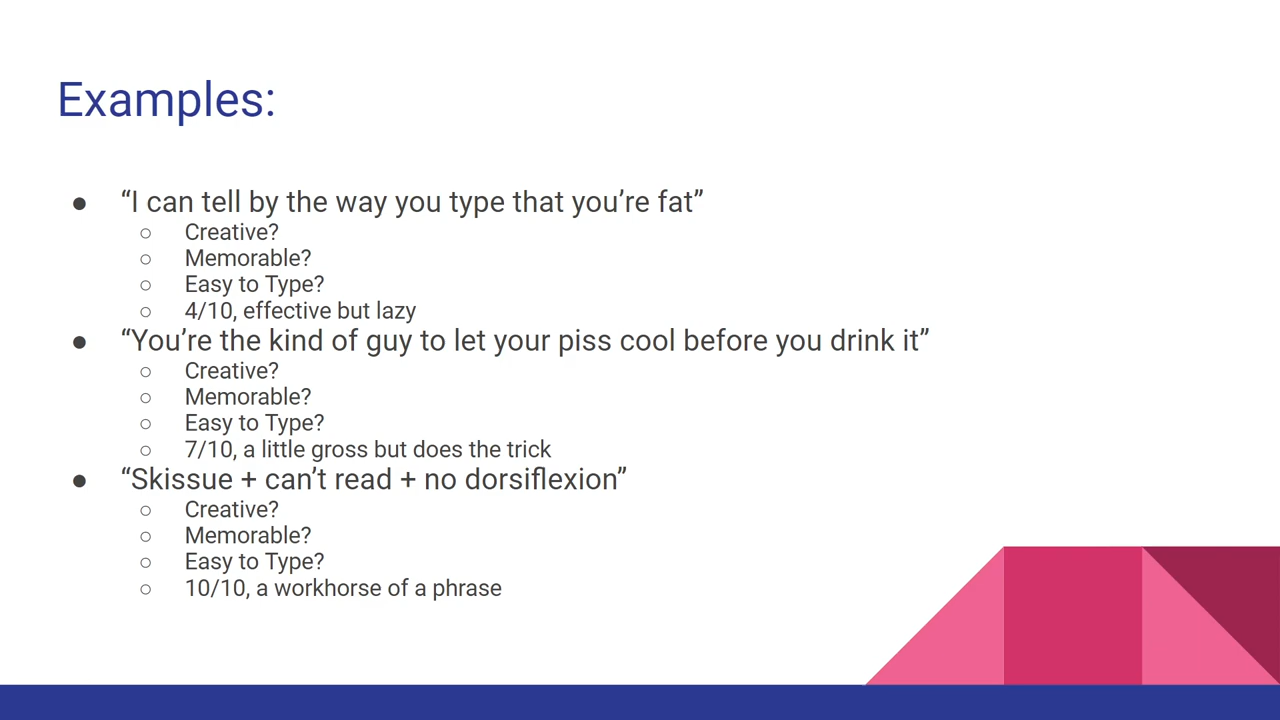 Examples:
● “I can tell by the way you type that you’re fat”
○ Creative?
○ Memorable?
○ Easy to Type?
○ 4/10, effective but lazy
● “You’re the kind of guy to let your piss cool before you drink it”
○ Creative?
○ Memorable?
○ Easy to Type?
○ 7/10, a little gross but does the trick
● “Skissue + can’t read + no dorsiflexion”
○ Creative?
○ Memorable?
○ Easy to Type?
○ 10/10, a workhorse of a phrase